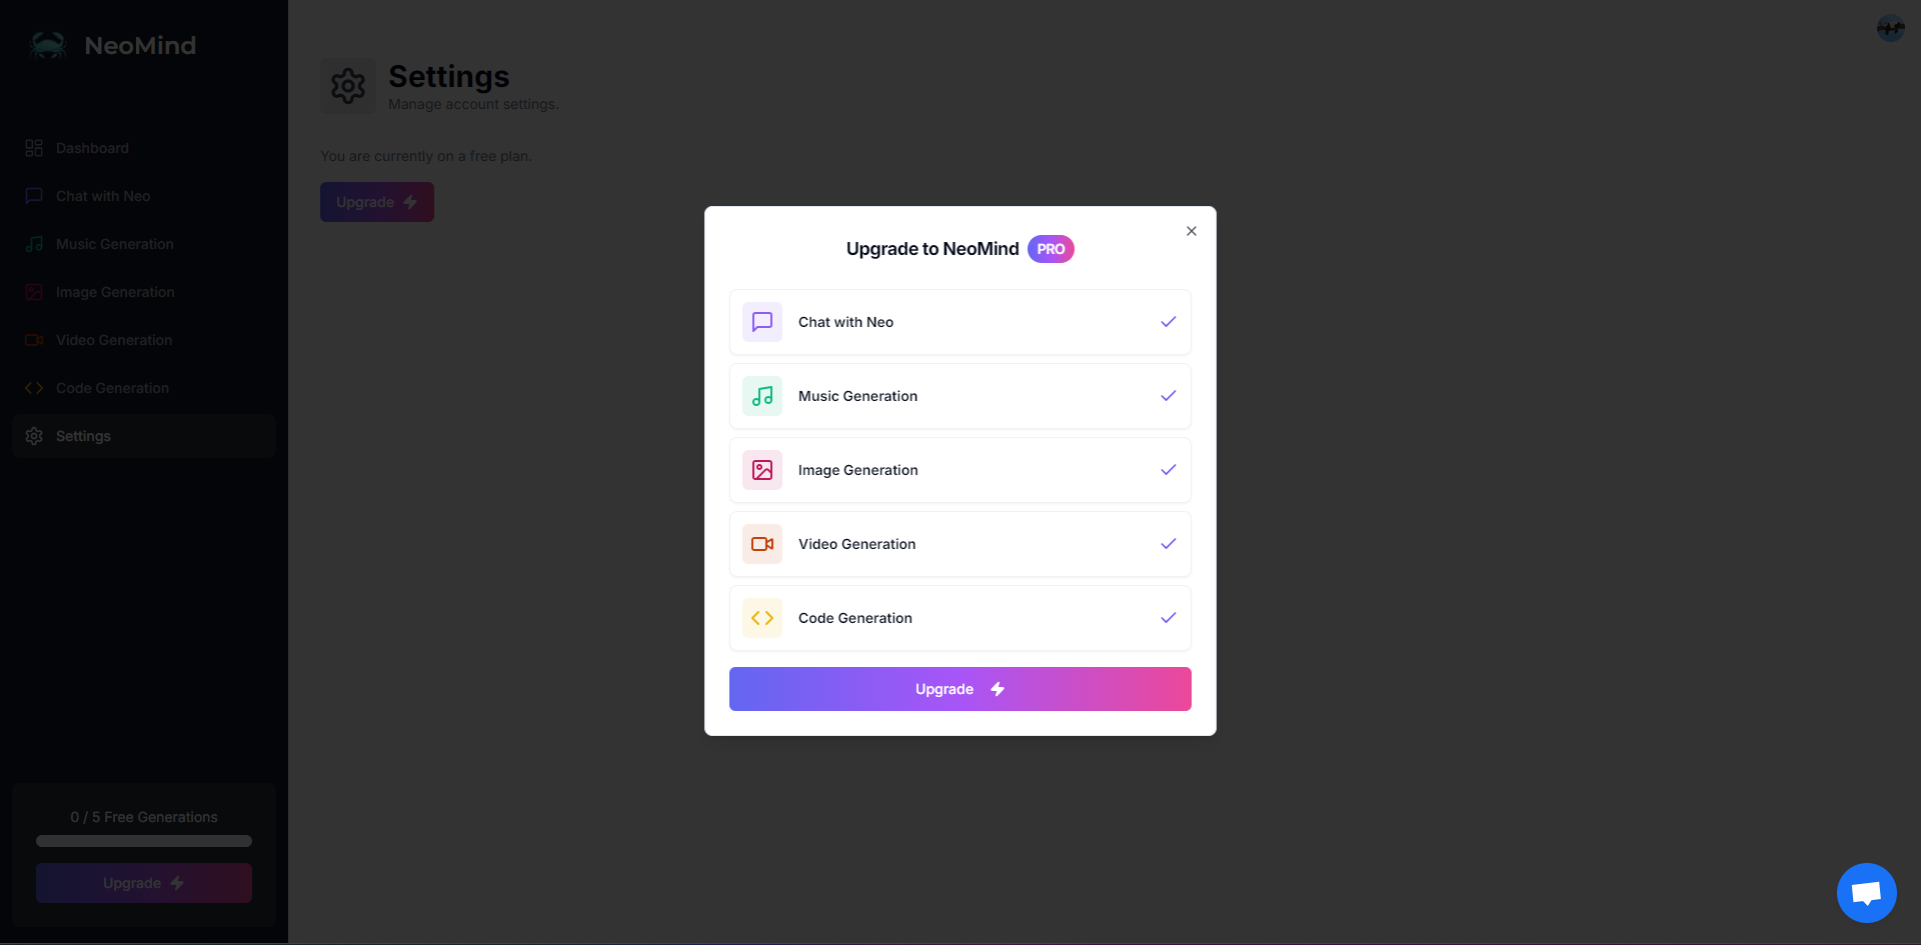 NeoMind
Dashboard
Chat with Neo
Music Generation
Image Generation
Video Generation
Code Generation
Settings
0 / 5 Free Generations
Upgrade
Settings
Manage account settings.
You are currently on a free plan.
Upgrade
Upgrade to NeoMind PRO
Chat with Neo
Music Generation
Image Generation
Video Generation
Code Generation
Upgrade